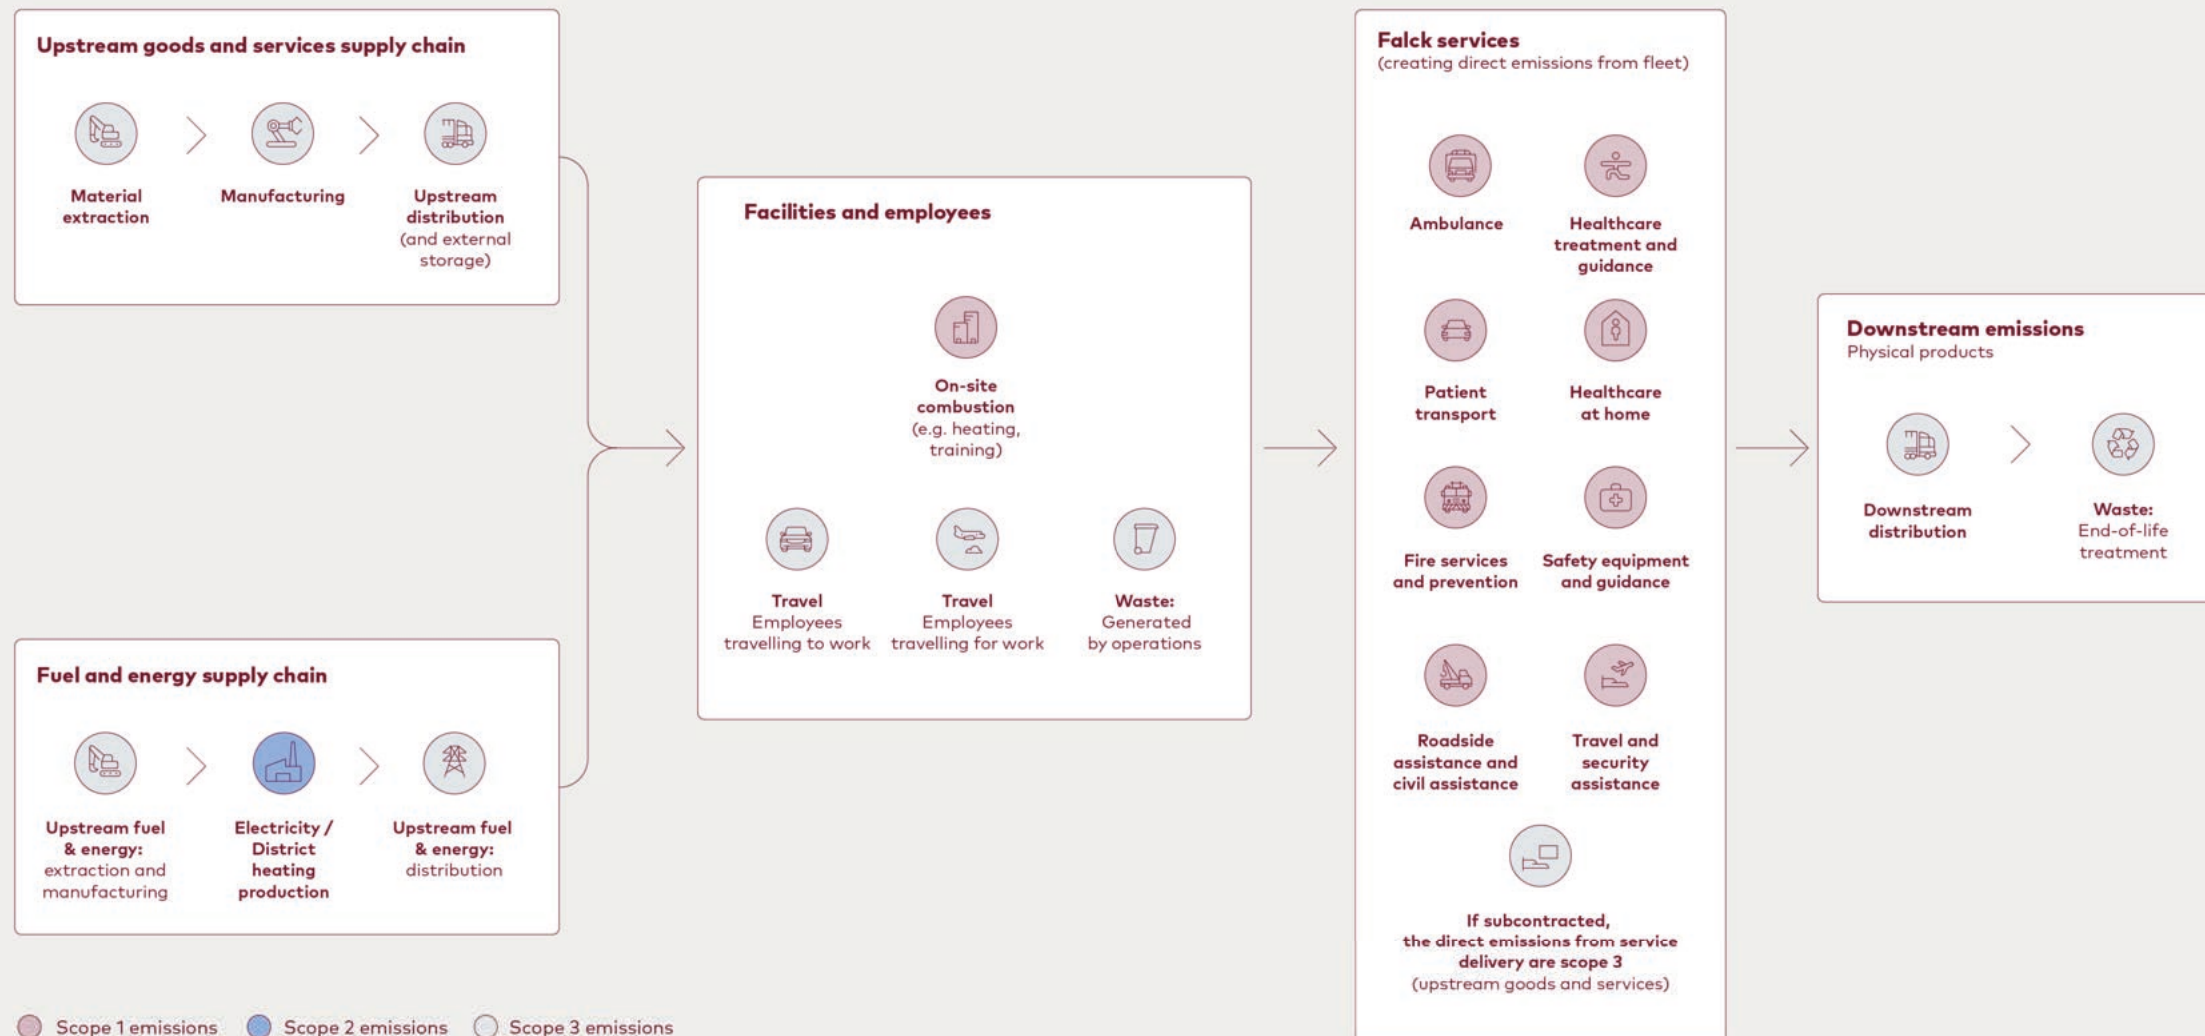 Upstream goods and services supply chain
Material
extraction
Manufacturing
Upstream
distribution
(and external
storage)
Fuel and energy supply chain
Upstream fuel
& energy:
extraction and
manufacturing
Electricity /
District
heating
production
Upstream fuel
& energy:
distribution
Facilities and employees
On-site
combustion
(e.g. heating,
training)
Travel
Employees
travelling to work
Travel
Employees
travelling for work
Waste:
Generated
by operations
Falck services
(creating direct emissions from fleet)
Ambulance
Healthcare
treatment and
guidance
Patient
transport
Healthcare
at home
Fire services
and prevention
Safety equipment
and guidance
Roadside
assistance and
civil assistance
Travel and
security
assistance
If subcontracted,
the direct emissions from service
delivery are scope 3
(upstream goods and services)
Downstream emissions
Physical products
Downstream
distribution
Waste:
End-of-life
treatment
Scope 1 emissions
Scope 2 emissions
Scope 3 emissions